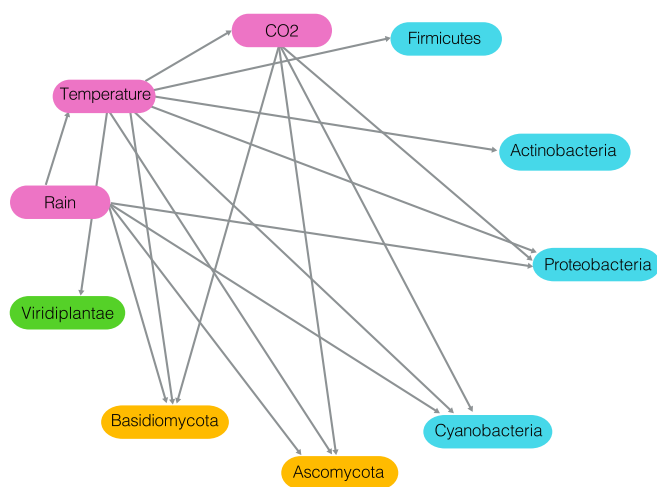 CO2
Firmicutes
Temperature
Actinobacteria
Rain
Proteobacteria
Viridiplantae
Basidiomycota
Cyanobacteria
Ascomycota